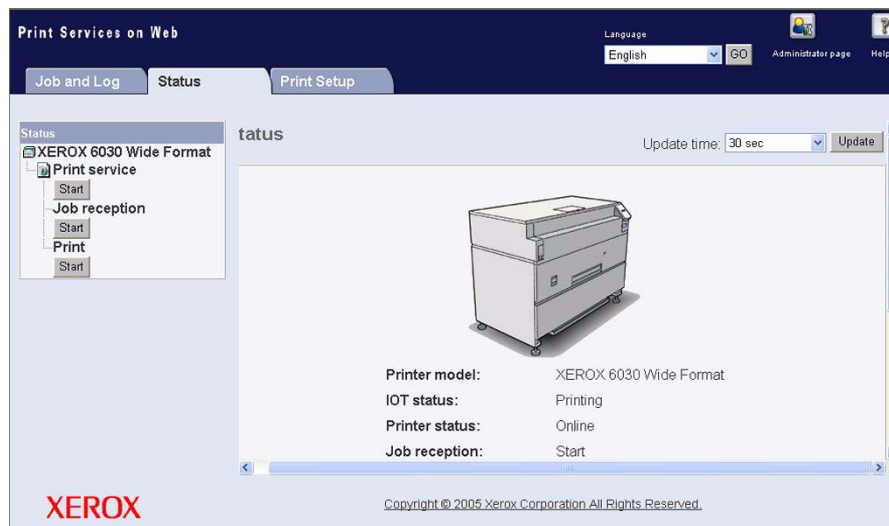 Print Services on Web
Language
English GO
Administrator page
Help
Job and Log Status Print Setup
Status
XEROX 6030 Wide Format
Print service
Start
Job reception
Start
Print
Start
tatus
Update time: 30 sec Update
Printer model: XEROX 6030 Wide Format
IOT status: Printing
Printer status: Online
Job reception: Start
XEROX
Copyright © 2005 Xerox Corporation All Rights Reserved.